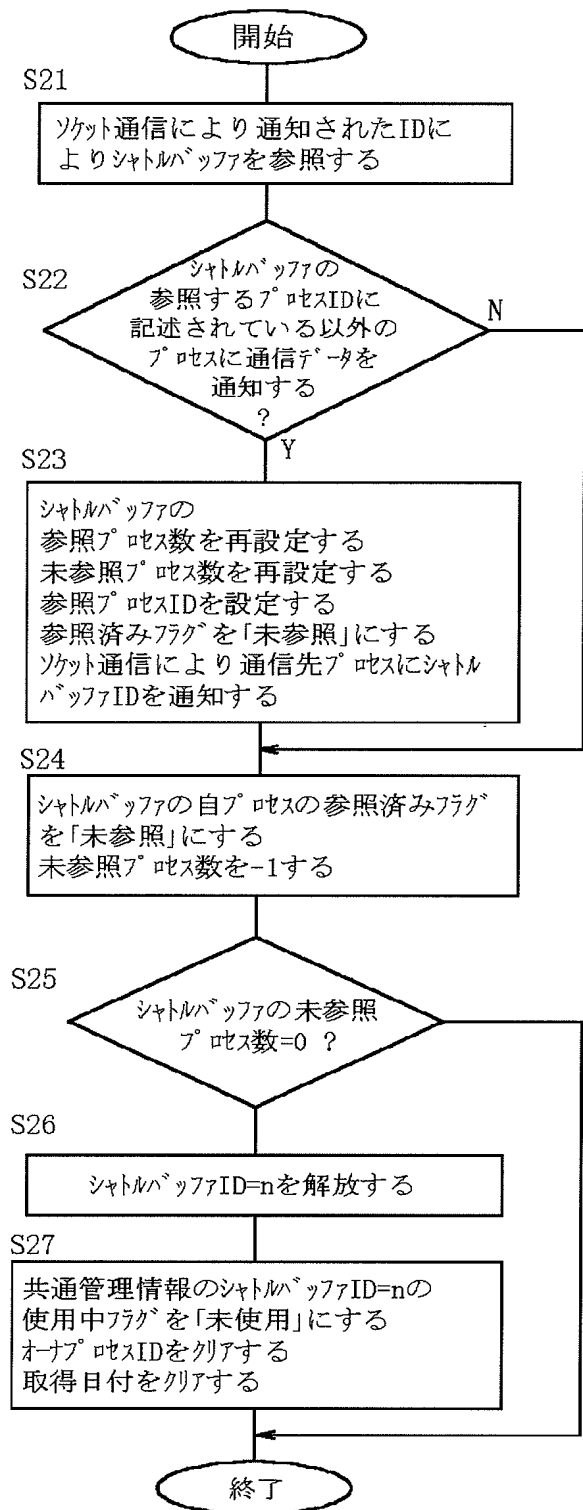 開始
S21
ソケット通信により通知されたIDに
よりシャトルバッファを参照する
S22
シャトルバッファの
参照するプロセスIDに
記述されている以外の
プロセスに通信データを
通知する
?
N
Y
S23
シャトルバッファの
参照プロセス数を再設定する
未参照プロセス数を再設定する
参照プロセスIDを設定する
参照済みフラグを「未参照」にする
ソケット通信により通信先プロセスにシャトル
バッファIDを通知する
S24
シャトルバッファの自プロセスの参照済みフラグ
を「未参照」にする
未参照プロセス数を-1する
S25
シャトルバッファの未参照
プロセス数=0 ?
S26
シャトルバッファID=nを解放する
S27
共通管理情報のシャトルバッファID=nの
使用中フラグを「未使用」にする
オーナプロセスIDをクリアする
取得日付をクリアする
終了